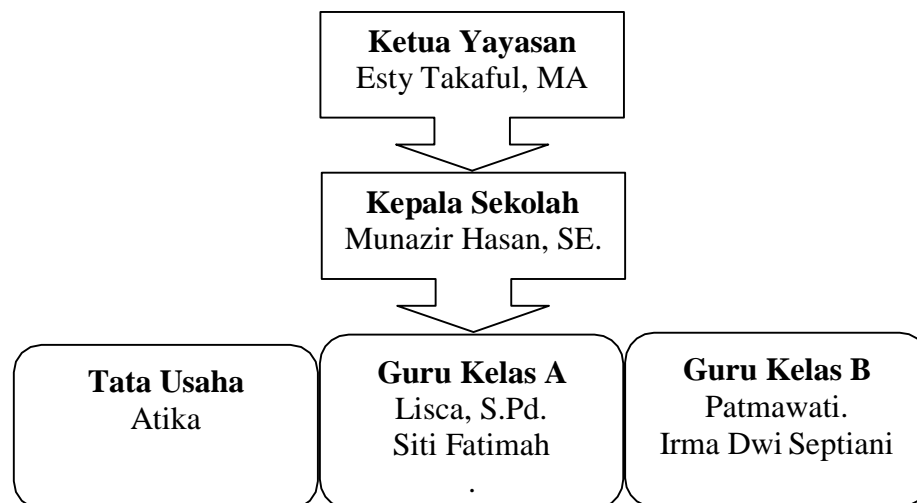 Ketua Yayasan
Esty Takaful, MA
Kepala Sekolah
Munazir Hasan, SE.
Tata Usaha
Atika
Guru Kelas A
Lisca, S.Pd.
Siti Fatimah
.
Guru Kelas B
Patmawati.
Irma Dwi Septiani